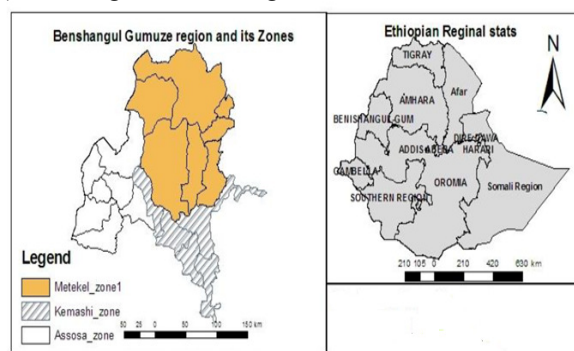 Benshangul Gumuze region and its Zones
Legend
Metekel_zone1
Kemashi_zone
Assosa_zone
50 25 0 50 100 150 km
Ethiopian Reginal stats
N
TIGRAY
Afar
AMHARA
BENISHANGUL GUM
DIRE DAWA
ADDIS ABEBA
HARARI
GAMBELLA
OROMIA
Somali Region
SOUTHERN REGION
210 105 0 210 420 630 km